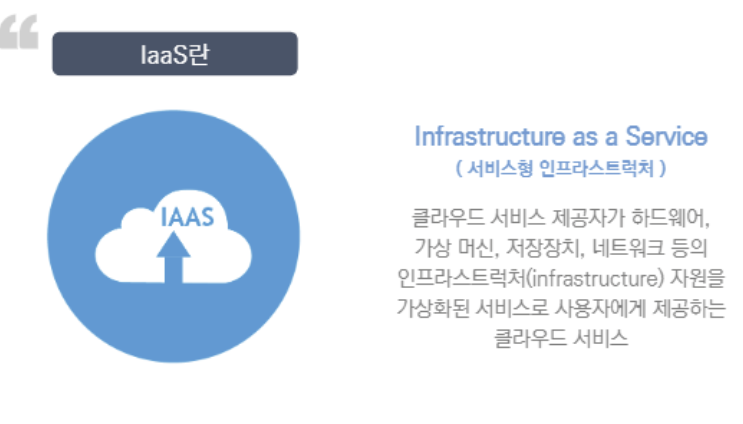 IaaS란
IAAS
Infrastructure as a Service
( 서비스형 인프라스트럭처 )
클라우드 서비스 제공자가 하드웨어,
가상 머신, 저장장치, 네트워크 등의
인프라스트럭처(infrastructure) 자원을
가상화된 서비스로 사용자에게 제공하는
클라우드 서비스